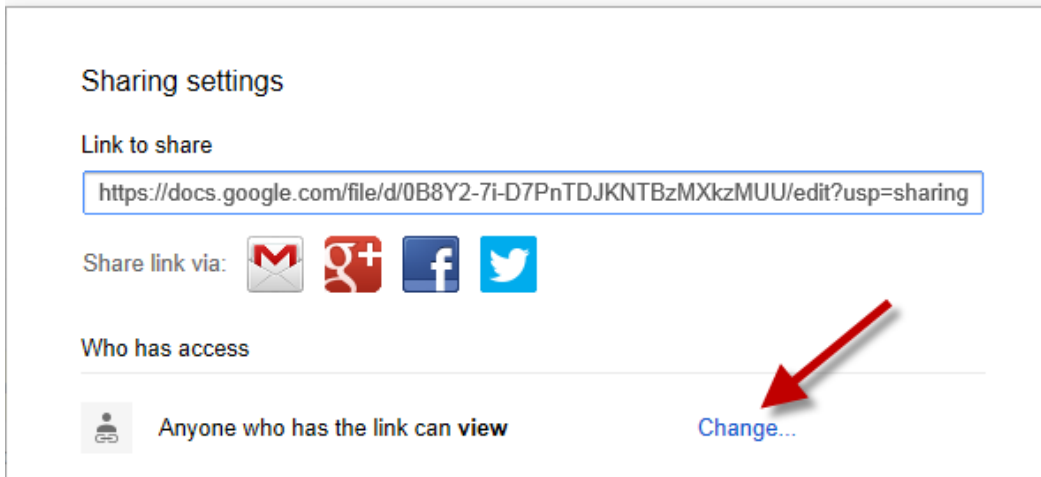 Sharing settings
Link to share
https://docs.google.com/file/d/0B8Y2-7i-D7PnTDJKNTBzMXkzMUU/edit?usp=sharing
Share link via: M g+ f
Who has access
Anyone who has the link can view Change...